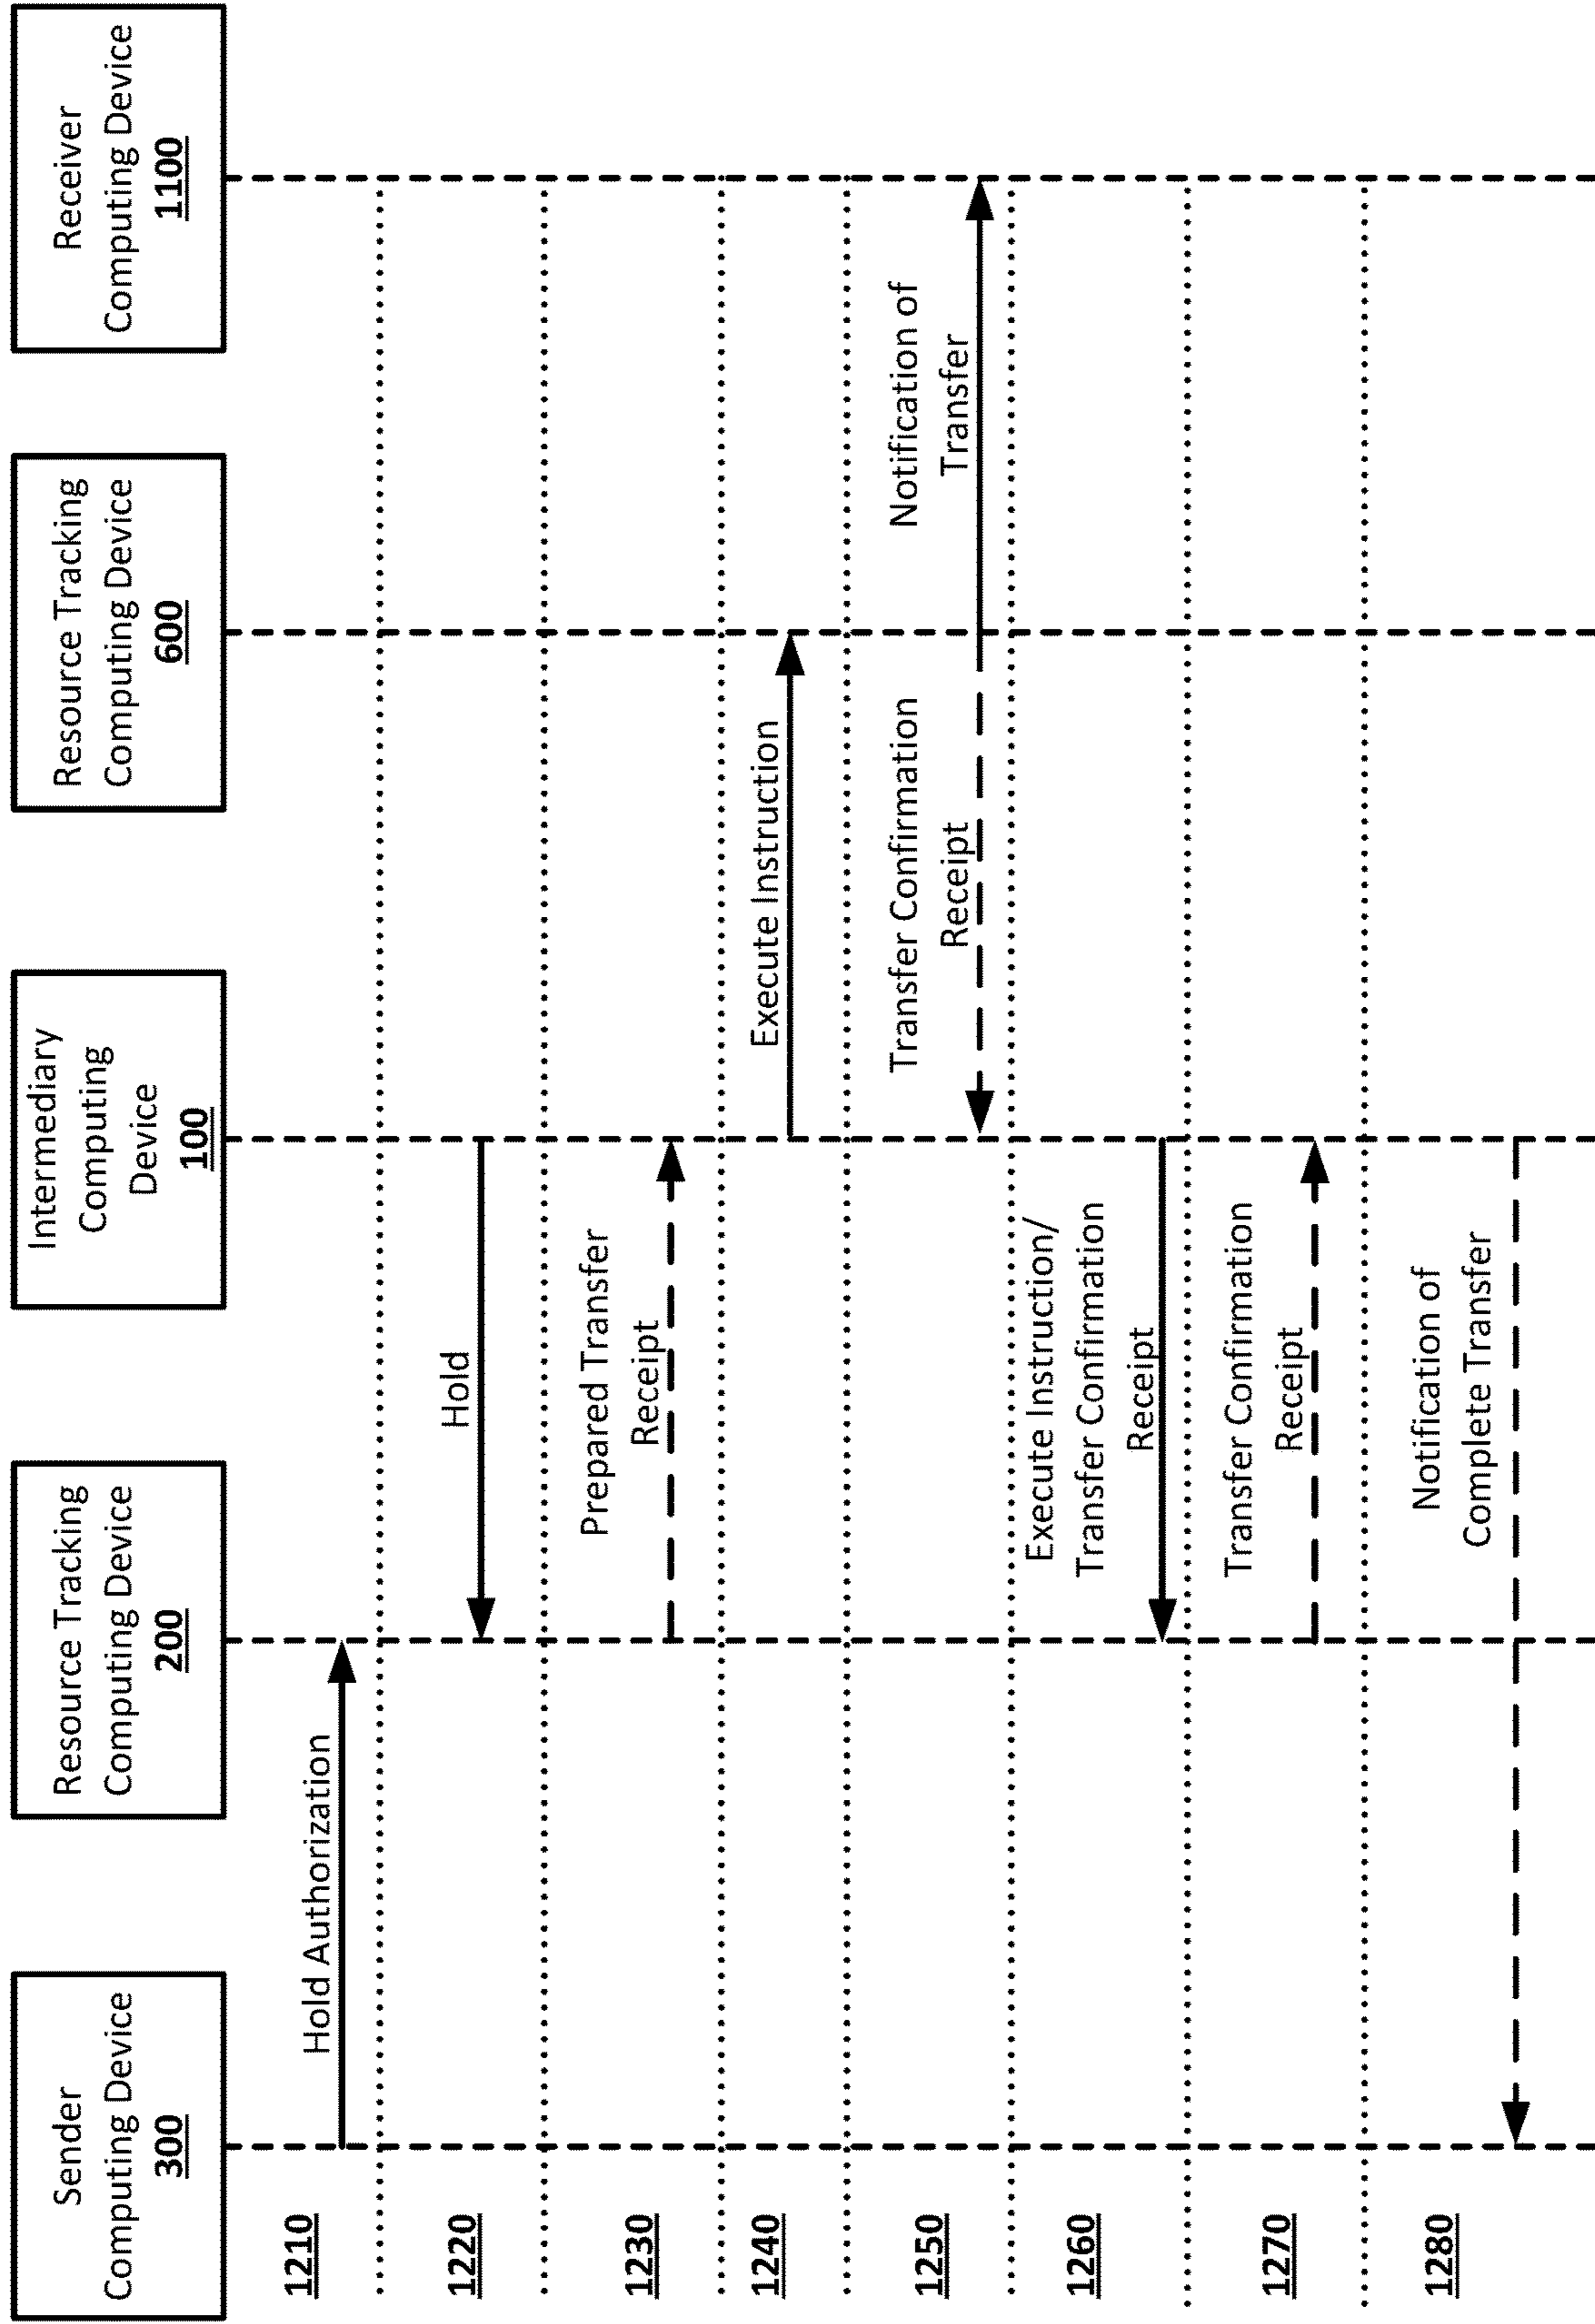 Sender
Computing Device
300
Resource Tracking
Computing Device
200
Intermediary
Computing
Device
100
Resource Tracking
Computing Device
600
Receiver
Computing Device
1100
1210
Hold Authorization
1220
Hold
1230
Prepared Transfer
Receipt
1240
Execute Instruction
1250
Transfer Confirmation
Receipt
Notification of
Transfer
1260
Execute Instruction/
Transfer Confirmation
Receipt
1270
Transfer Confirmation
Receipt
1280
Notification of
Complete Transfer